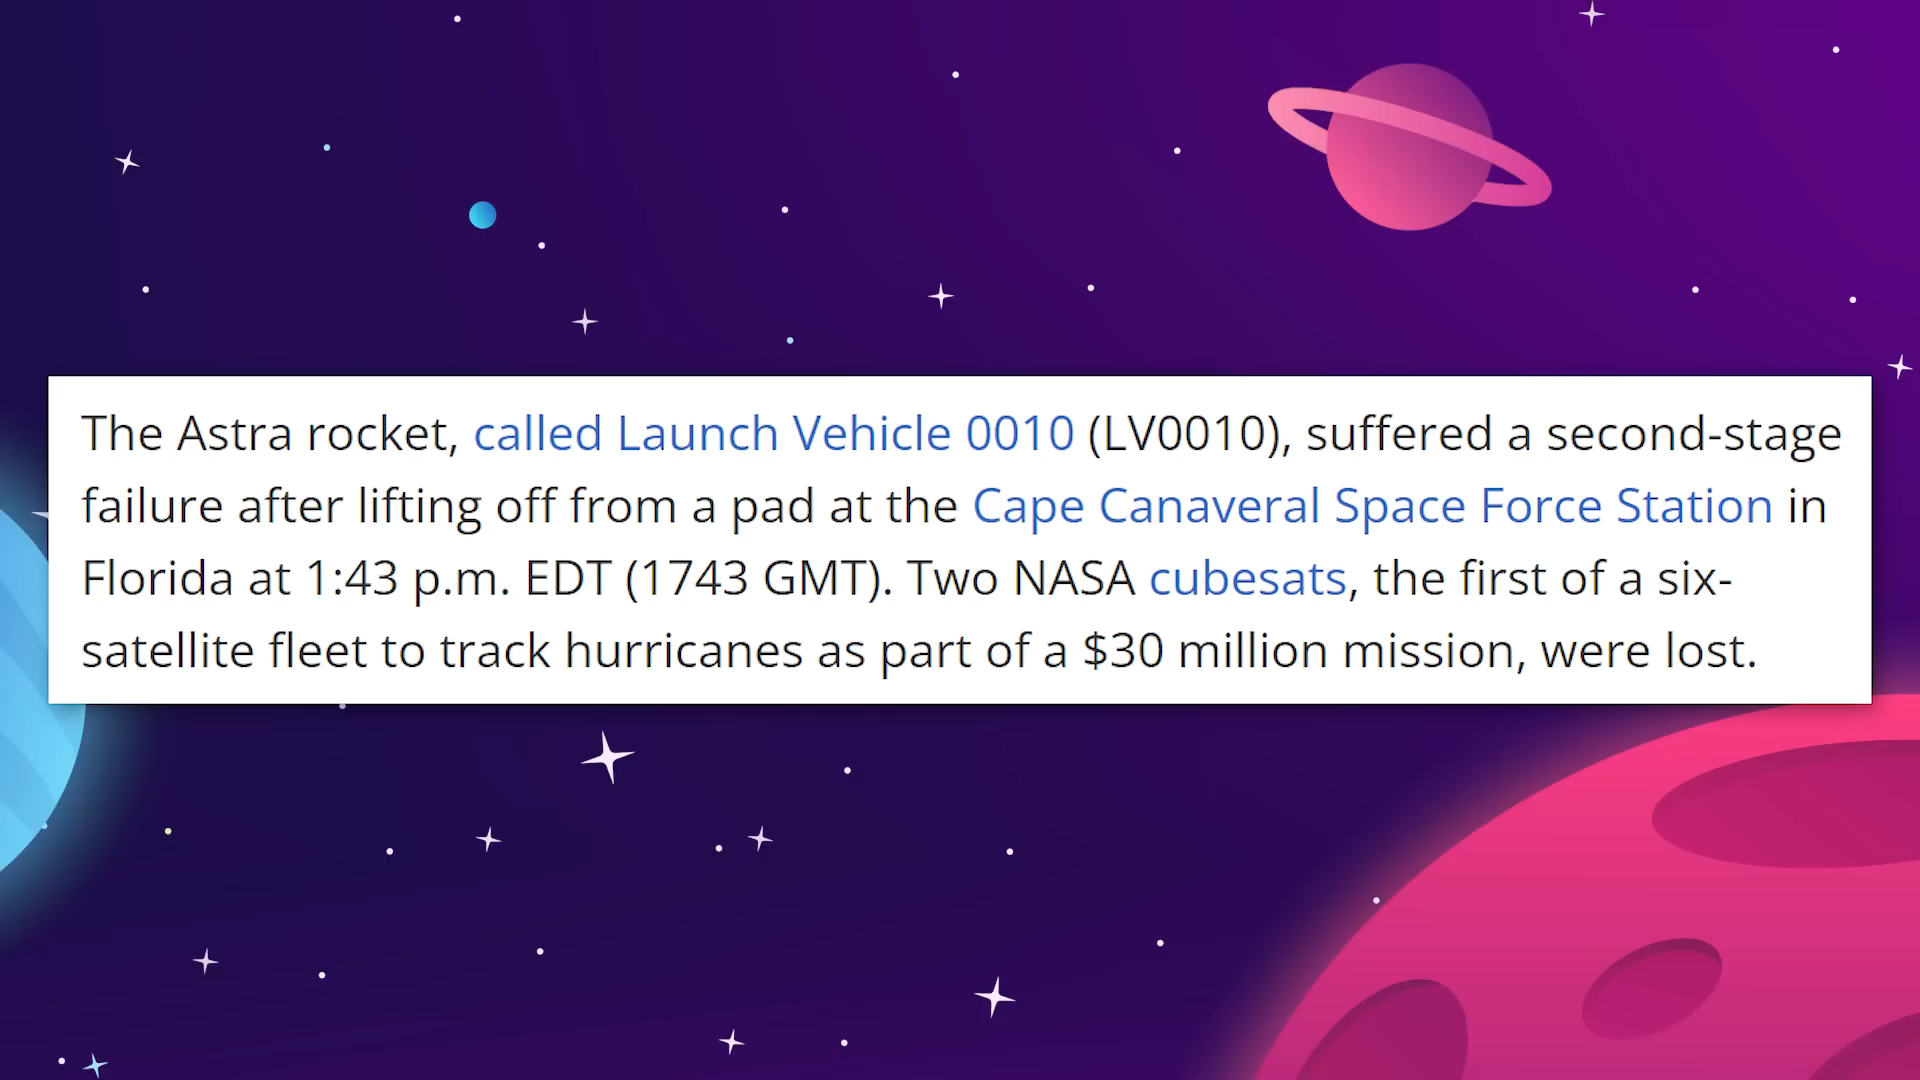 The Astra rocket, called Launch Vehicle 0010 (LV0010), suffered a second-stage
failure after lifting off from a pad at the Cape Canaveral Space Force Station in
Florida at 1:43 p.m. EDT (1743 GMT). Two NASA cubesats, the first of a six-
satellite fleet to track hurricanes as part of a $30 million mission, were lost.